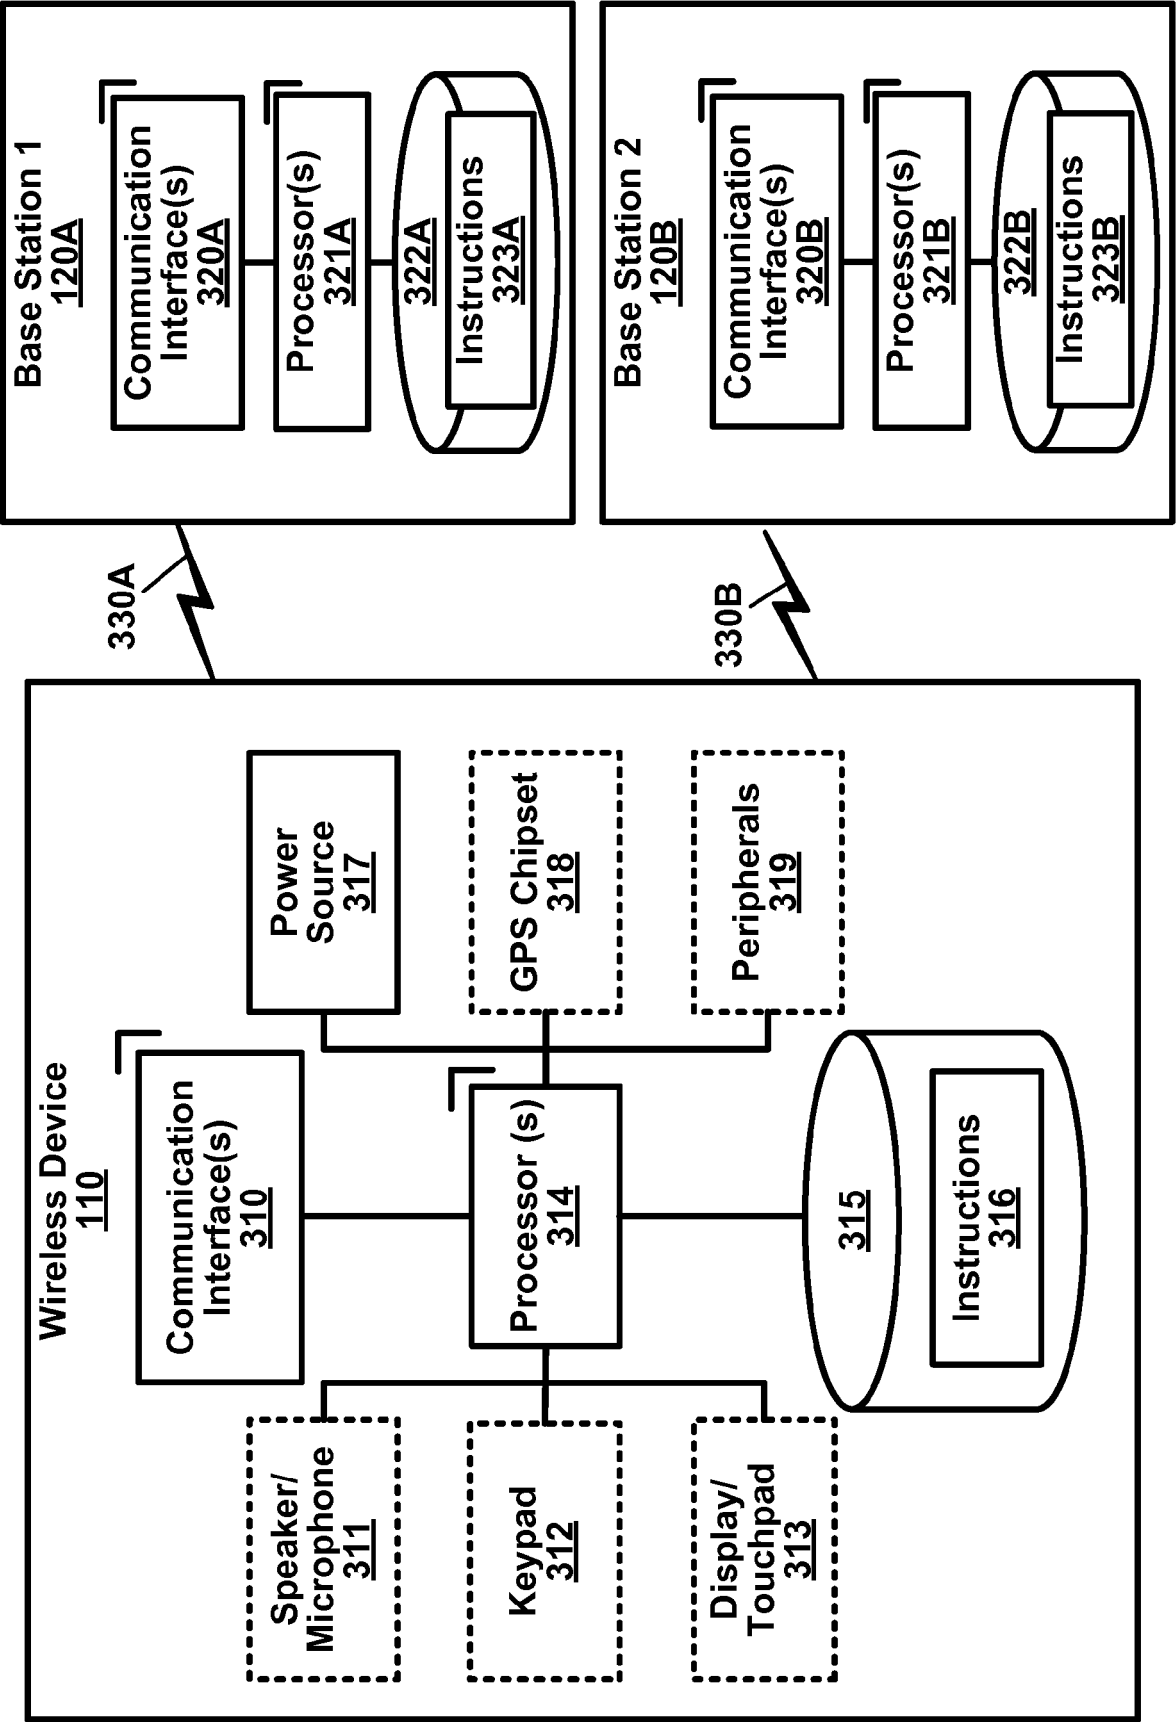 Wireless Device
110
Communication
Interface(s)
310
Speaker/
Microphone
311
Keypad
312
Display/
Touchpad
313
Processor (s)
314
315
Instructions
316
Power
Source
317
GPS Chipset
318
Peripherals
319
330A
330B
Base Station 1
120A
Communication
Interface(s)
320A
Processor(s)
321A
322A
Instructions
323A
Base Station 2
120B
Communication
Interface(s)
320B
Processor(s)
321B
322B
Instructions
323B